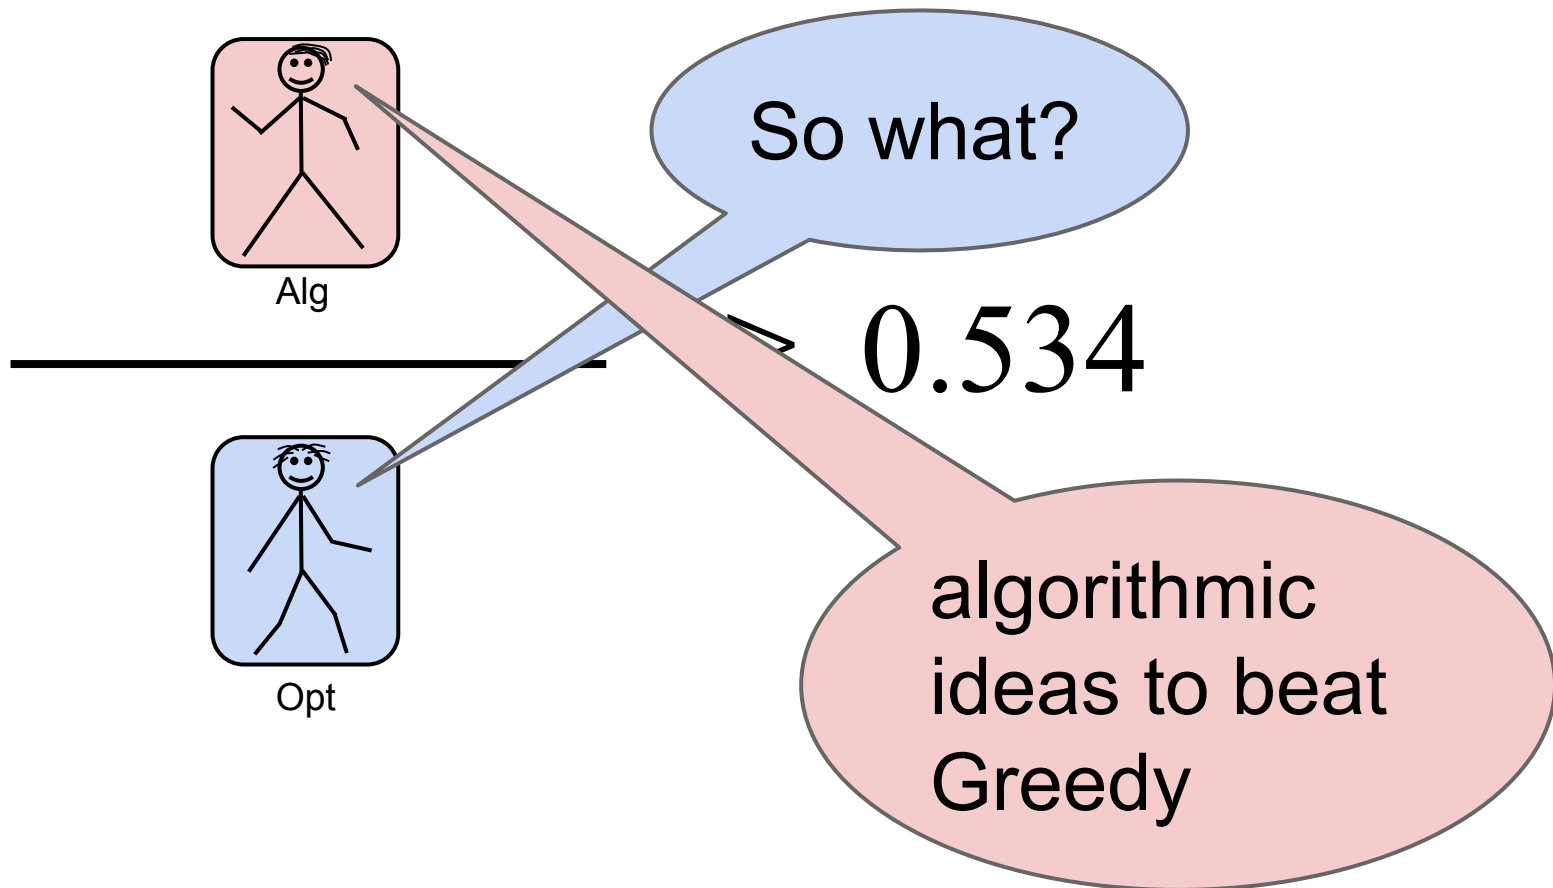 So what?
Alg
0.534
Opt
algorithmic
ideas to beat
Greedy